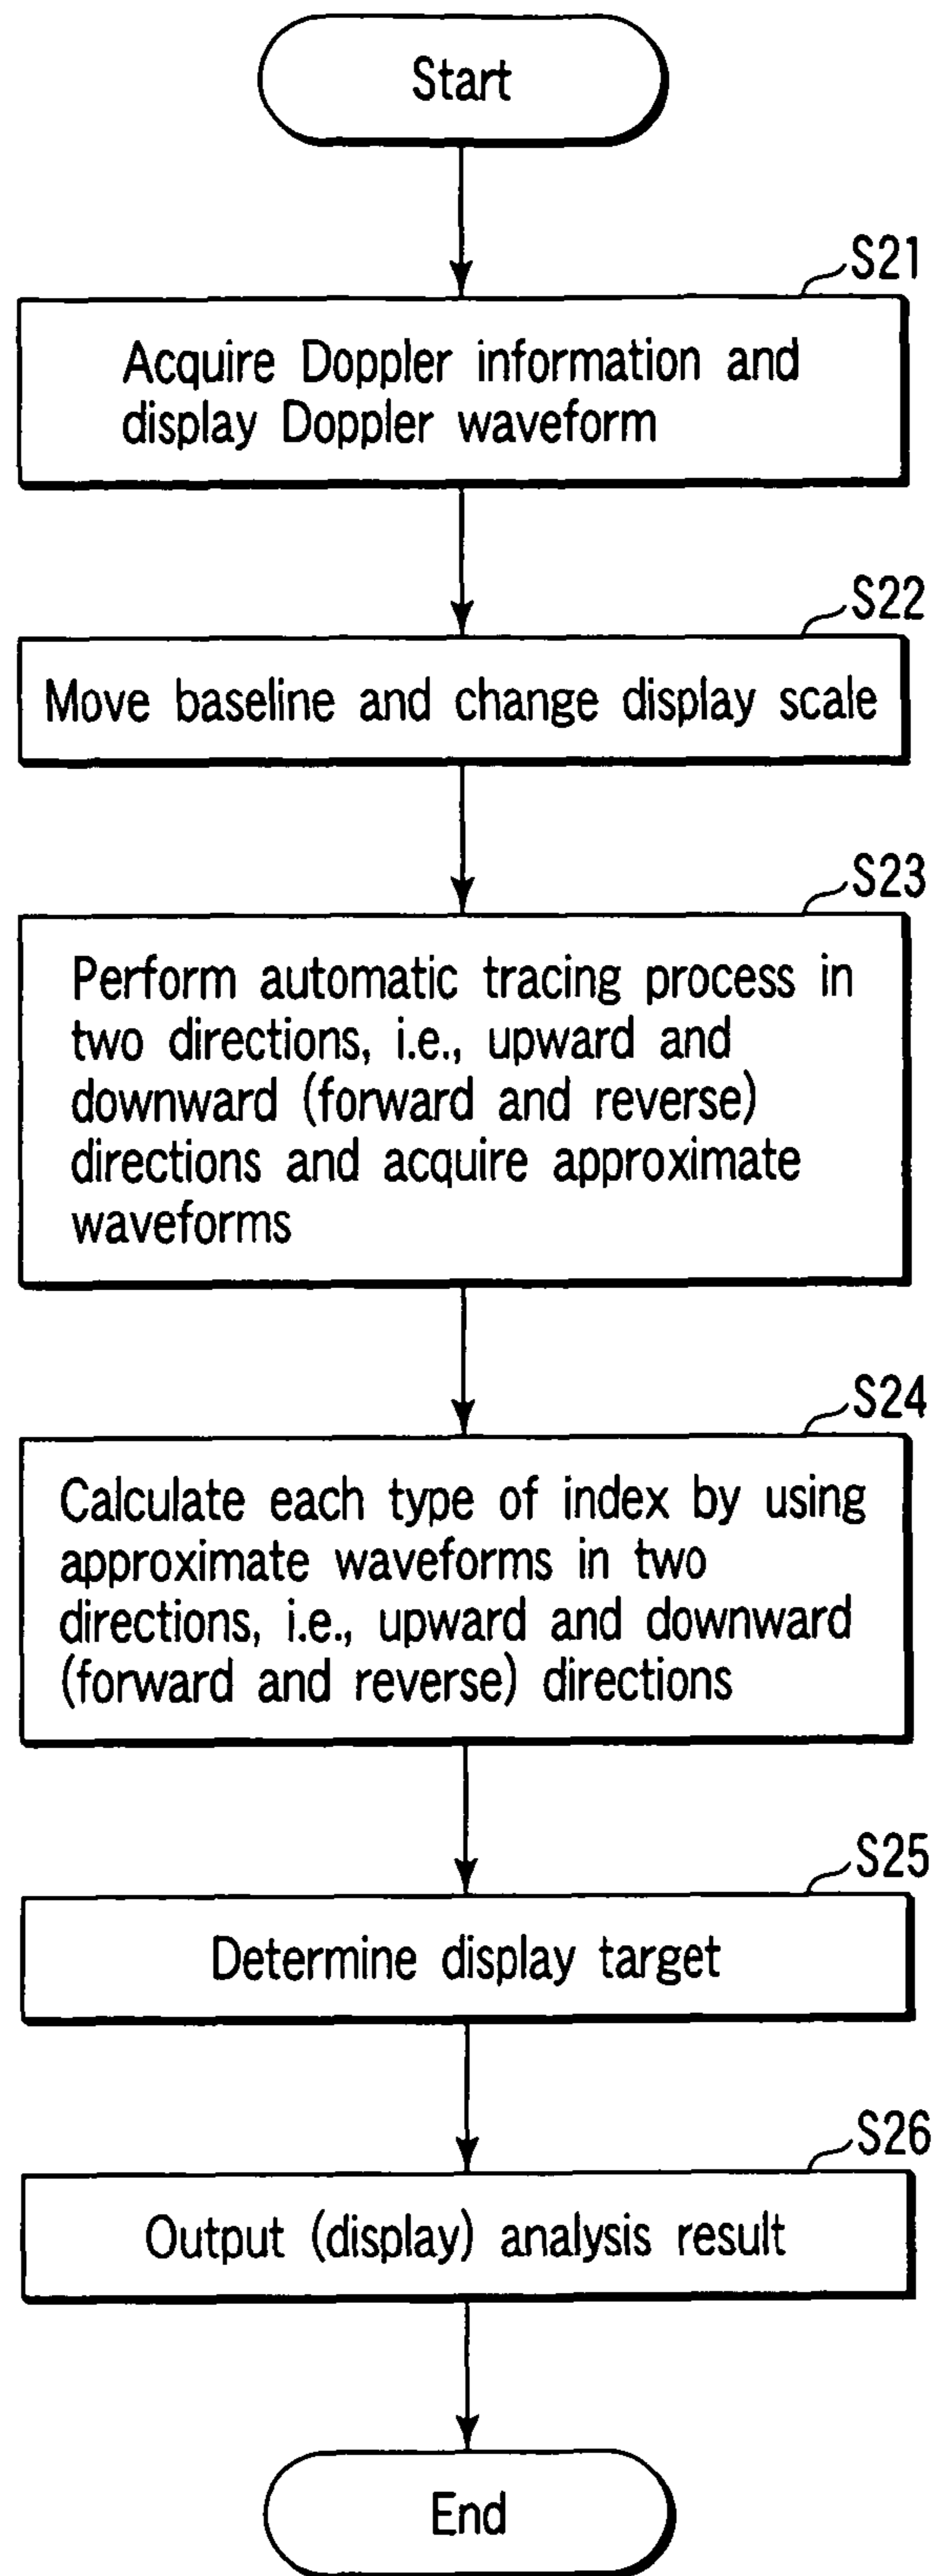 Start
S21
Acquire Doppler information and
display Doppler waveform
S22
Move baseline and change display scale
S23
Perform automatic tracing process in
two directions, i.e., upward and
downward (forward and reverse)
directions and acquire approximate
waveforms
S24
Calculate each type of index by using
approximate waveforms in two
directions, i.e., upward and downward
(forward and reverse) directions
S25
Determine display target
S26
Output (display) analysis result
End